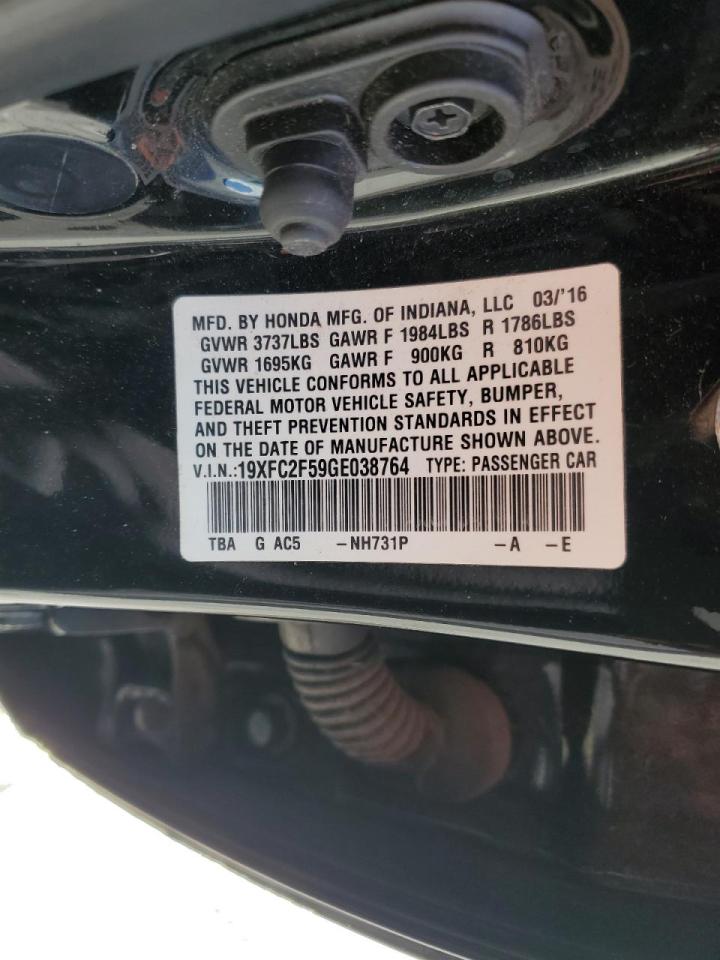 MFD. BY HONDA MFG. OF INDIANA, LLC 03/'16
GVWR 3737LBS GAWR F 1984LBS R 1786LBS
GVWR 1695KG GAWR F 900KG R 810KG
THIS VEHICLE CONFORMS TO ALL APPLICABLE
FEDERAL MOTOR VEHICLE SAFETY, BUMPER,
AND THEFT PREVENTION STANDARDS IN EFFECT
ON THE DATE OF MANUFACTURE SHOWN ABOVE.
V.I.N.:19XFC2F59GE038764 TYPE: PASSENGER CAR
TBA G AC5 -NH731P -A -E